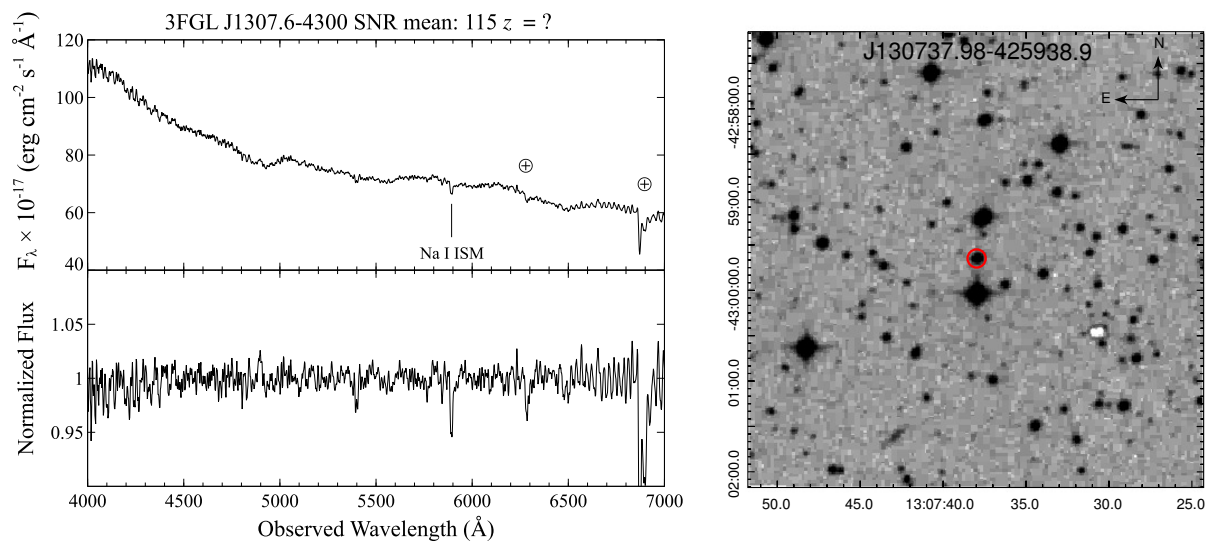 3FGL J1307.6-4300 SNR mean: 115 z = ?
F_λ × 10^-17 (erg cm^-2 s^-1 Å^-1)
120
100
80
60
40
⊕
⊕
Na I ISM
Normalized Flux
1.05
1
0.95
4000 4500 5000 5500 6000 6500 7000
Observed Wavelength (Å)
J130737.98-425938.9
N
E
-42:58:00.0
59:00.0
-43:00:00.0
01:00.0
02:00.0
50.0 45.0 13:07:40.0 35.0 30.0 25.0